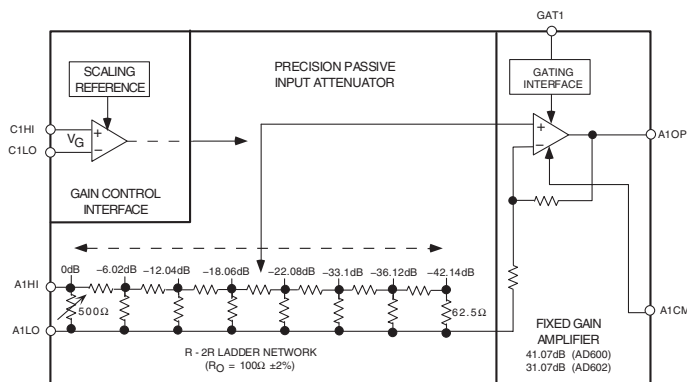 GAT1
SCALING
REFERENCE
PRECISION PASSIVE
INPUT ATTENUATOR
GATING
INTERFACE
C1HI
C1LO
VG
+
–
+
–
A1OP
GAIN CONTROL
INTERFACE
0dB –6.02dB –12.04dB –18.06dB –22.08dB –33.1dB –36.12dB –42.14dB
A1HI
500Ω
62.5Ω
A1LO
A1CM
R - 2R LADDER NETWORK
(RO = 100Ω ±2%)
FIXED GAIN
AMPLIFIER
41.07dB (AD600)
31.07dB (AD602)